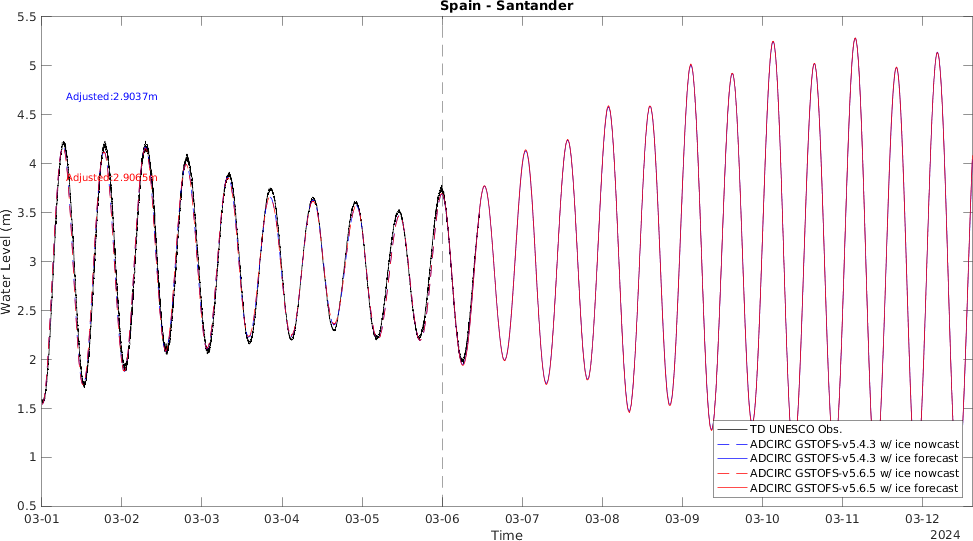 Spain - Santander
5.5
5
4.5
4
3.5
3
2.5
2
1.5
1
0.5
Water Level (m)
Adjusted:2.9037m
Adjusted:2.9065m
TD UNESCO Obs.
ADCIRC GSTOFS-v5.4.3 w/ ice nowcast
ADCIRC GSTOFS-v5.4.3 w/ ice forecast
ADCIRC GSTOFS-v5.6.5 w/ ice nowcast
ADCIRC GSTOFS-v5.6.5 w/ ice forecast
03-01 03-02 03-03 03-04 03-05 03-06 03-07 03-08 03-09 03-10 03-11 03-12
Time
2024